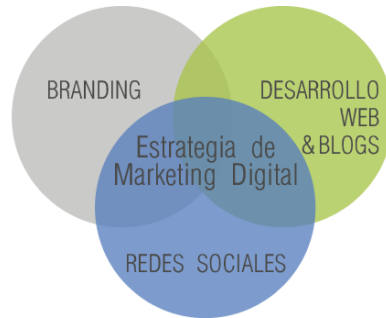 BRANDING
DESARROLLO
WEB
& BLOGS
Estrategia de
Marketing Digital
REDES SOCIALES